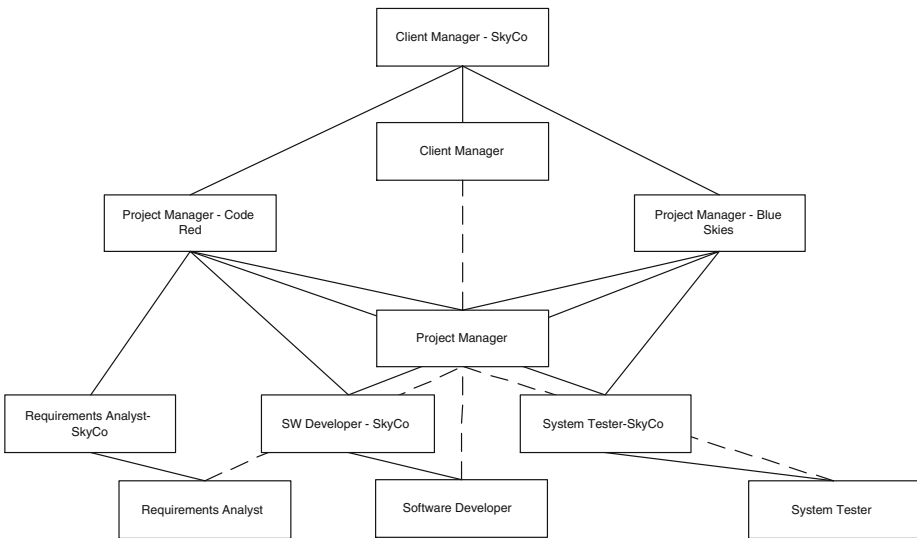 Client Manager - SkyCo
Client Manager
Project Manager - Code
Red
Project Manager - Blue
Skies
Project Manager
Requirements Analyst-
SkyCo
SW Developer - SkyCo
System Tester-SkyCo
Requirements Analyst
Software Developer
System Tester